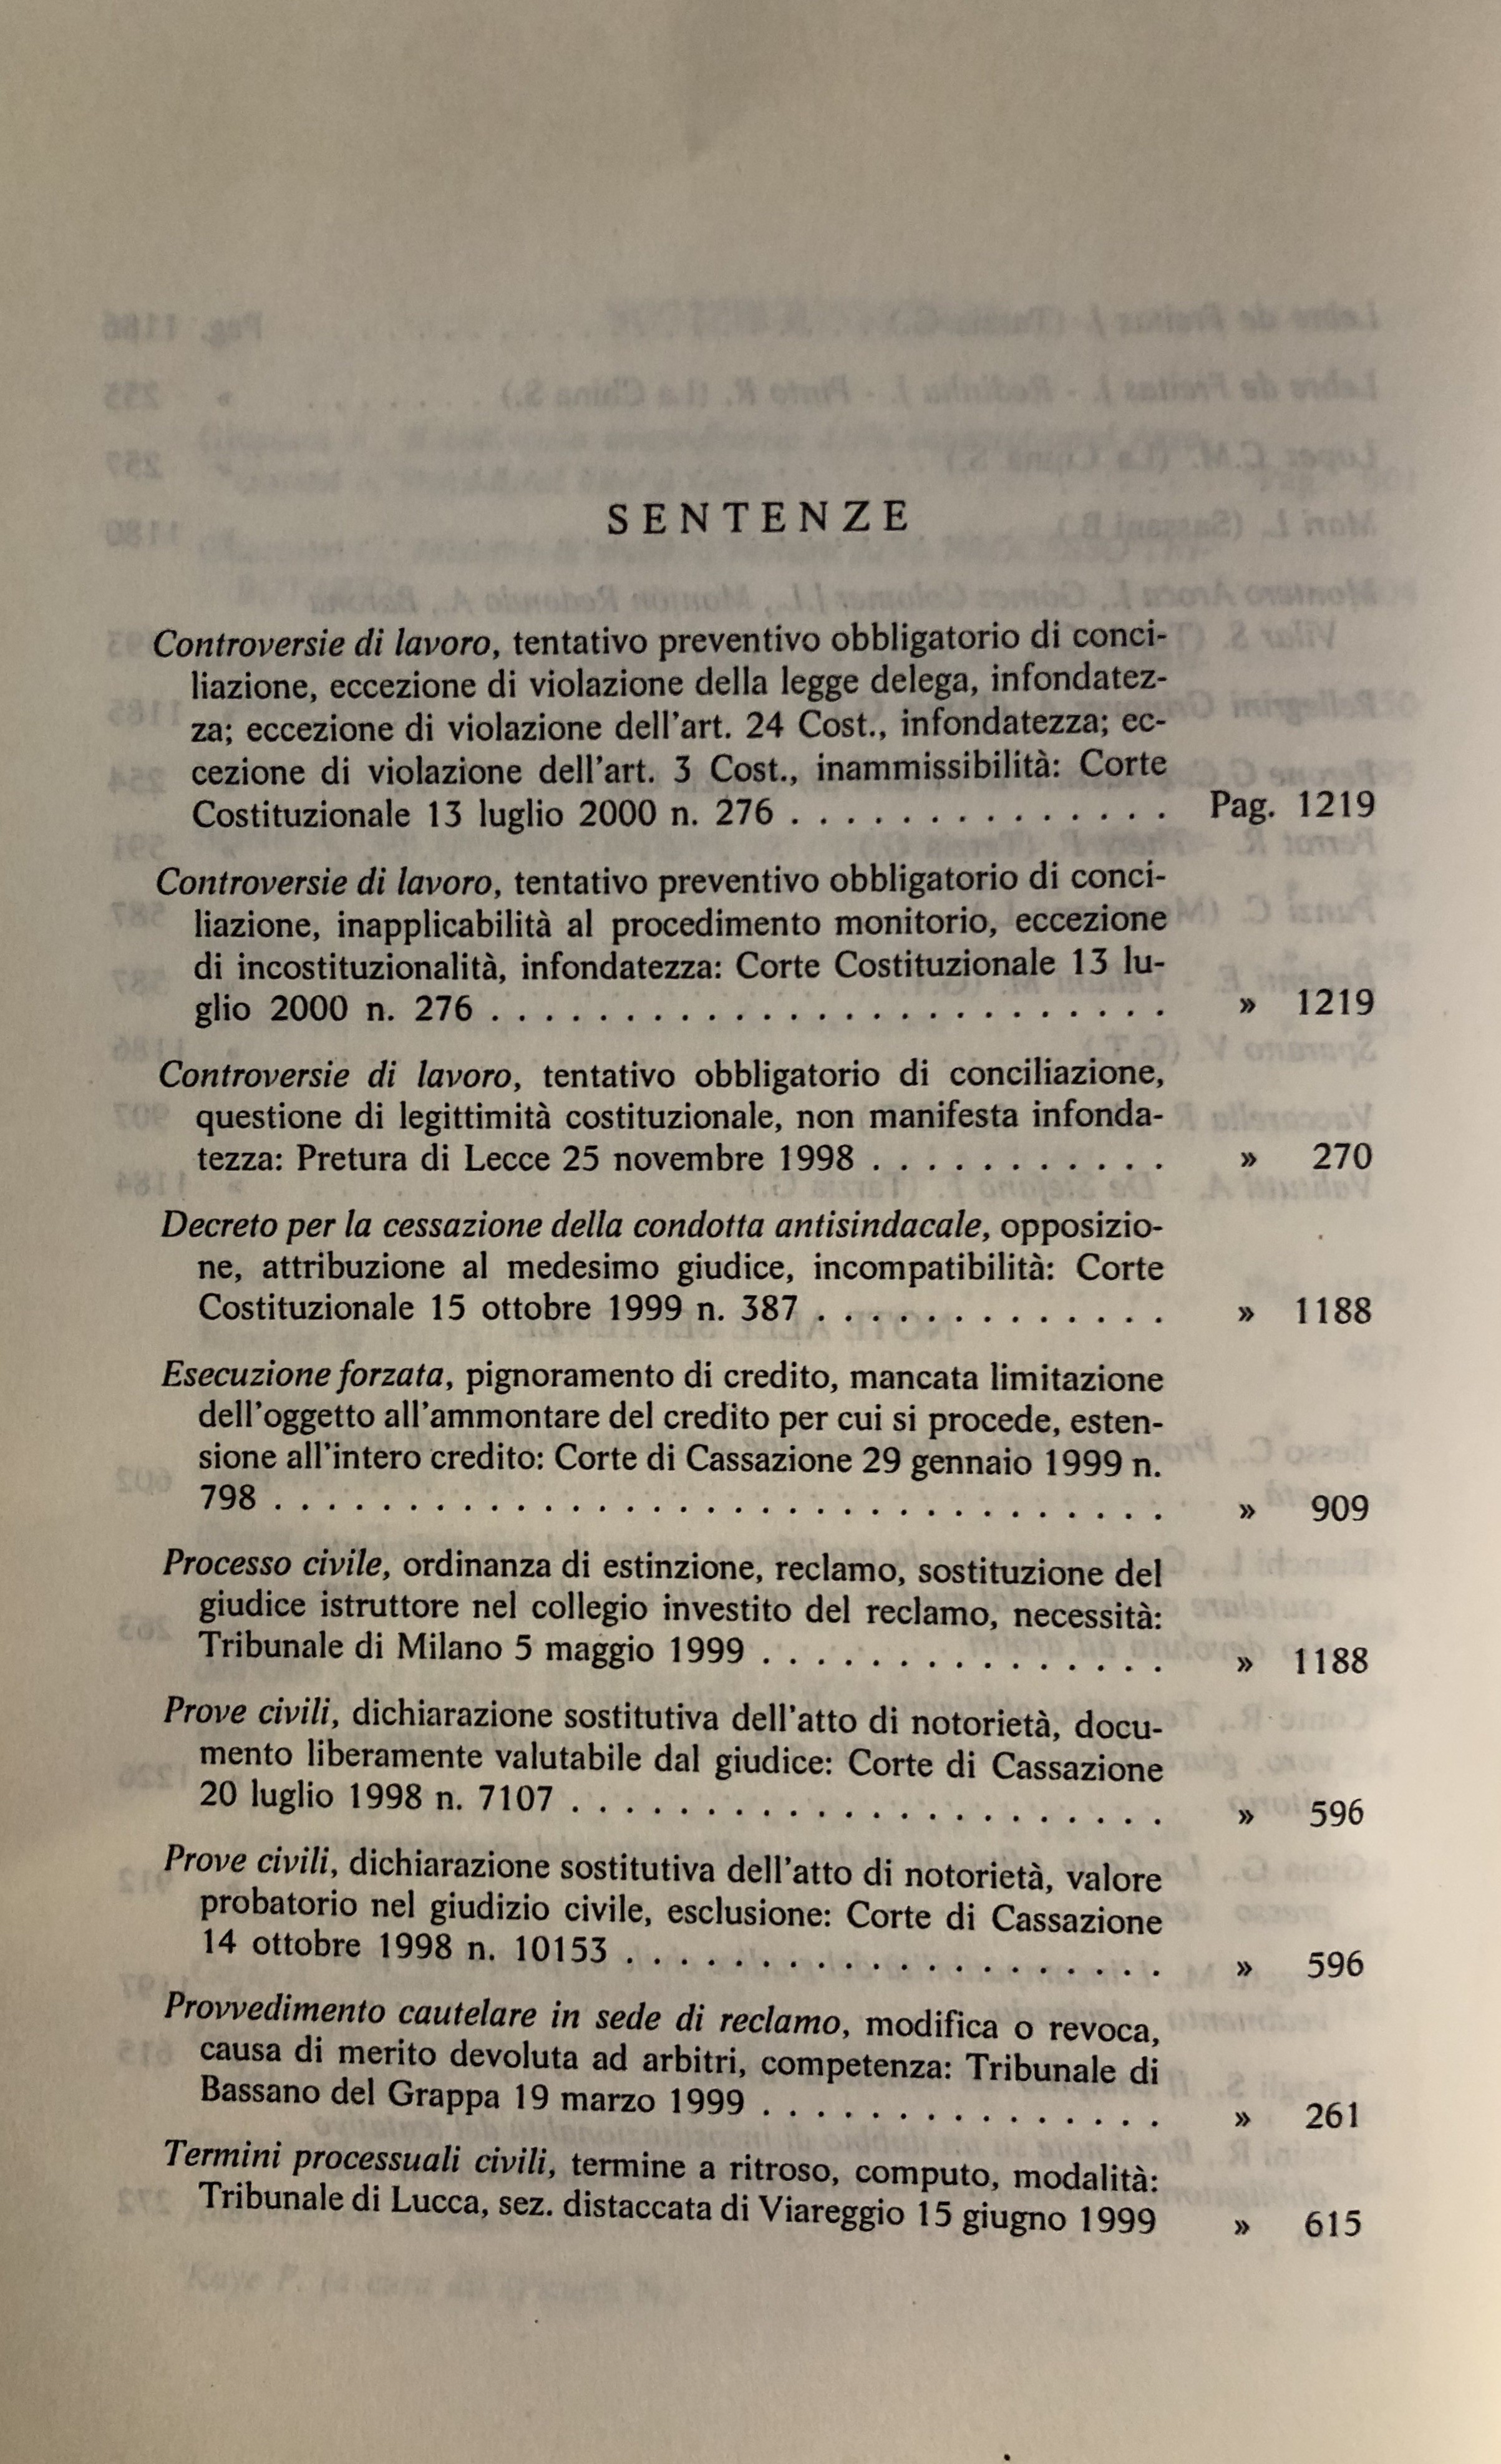 SENTENZE
Controversie di lavoro, tentativo preventivo obbligatorio di conci-
liazione, eccezione di violazione della legge delega, infondatez-
za; eccezione di violazione dell'art. 24 Cost., infondatezza; ec-
cezione di violazione dell'art. 3 Cost., inammissibilità: Corte
Costituzionale 13 luglio 2000 n. 276 . . . . . . . . . . . . . . Pag. 1219
Controversie di lavoro, tentativo preventivo obbligatorio di conci-
liazione, inapplicabilità al procedimento monitorio, eccezione
di incostituzionalità, infondatezza: Corte Costituzionale 13 lu-
glio 2000 n. 276 . . . . . . . . . . . . . . . . . . . . . . . . . » 1219
Controversie di lavoro, tentativo obbligatorio di conciliazione,
questione di legittimità costituzionale, non manifesta infonda-
tezza: Pretura di Lecce 25 novembre 1998 . . . . . . . . . . . » 270
Decreto per la cessazione della condotta antisindacale, opposizio-
ne, attribuzione al medesimo giudice, incompatibilità: Corte
Costituzionale 15 ottobre 1999 n. 387 . . . . . . . . . . . . . » 1188
Esecuzione forzata, pignoramento di credito, mancata limitazione
dell'oggetto all'ammontare del credito per cui si procede, esten-
sione all'intero credito: Corte di Cassazione 29 gennaio 1999 n.
798 . . . . . . . . . . . . . . . . . . . . . . . . . . . . . . . . . » 909
Processo civile, ordinanza di estinzione, reclamo, sostituzione del
giudice istruttore nel collegio investito del reclamo, necessità:
Tribunale di Milano 5 maggio 1999 . . . . . . . . . . . . . . . » 1188
Prove civili, dichiarazione sostitutiva dell'atto di notorietà, docu-
mento liberamente valutabile dal giudice: Corte di Cassazione
20 luglio 1998 n. 7107 . . . . . . . . . . . . . . . . . . . . . . » 596
Prove civili, dichiarazione sostitutiva dell'atto di notorietà, valore
probatorio nel giudizio civile, esclusione: Corte di Cassazione
14 ottobre 1998 n. 10153 . . . . . . . . . . . . . . . . . . . . » 596
Provvedimento cautelare in sede di reclamo, modifica o revoca,
causa di merito devoluta ad arbitri, competenza: Tribunale di
Bassano del Grappa 19 marzo 1999 . . . . . . . . . . . . . . . » 261
Termini processuali civili, termine a ritroso, computo, modalità:
Tribunale di Lucca, sez. distaccata di Viareggio 15 giugno 1999 » 615